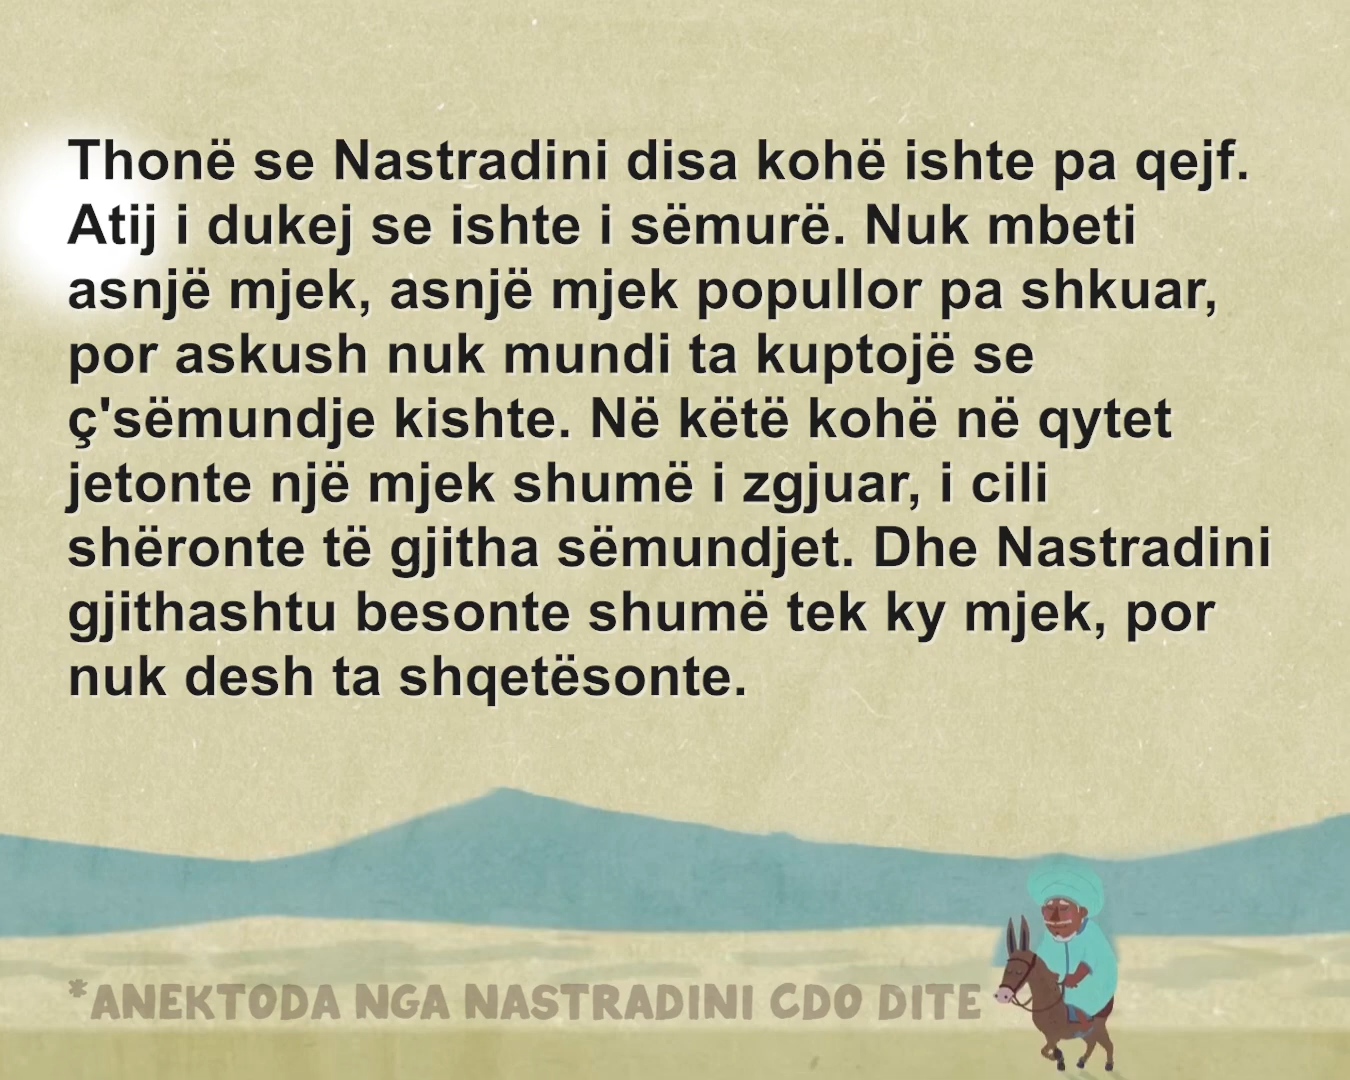 Thonë se Nastradini disa kohë ishte pa qejf.
Atij i dukej se ishte i sëmurë. Nuk mbeti
asnjë mjek, asnjë mjek popullor pa shkuar,
por askush nuk mundi ta kuptojë se
ç'sëmundje kishte. Në këtë kohë në qytet
jetonte një mjek shumë i zgjuar, i cili
shëronte të gjitha sëmundjet. Dhe Nastradini
gjithashtu besonte shumë tek ky mjek, por
nuk desh ta shqetësonte.
*ANEKTODA NGA NASTRADINI CDO DITE